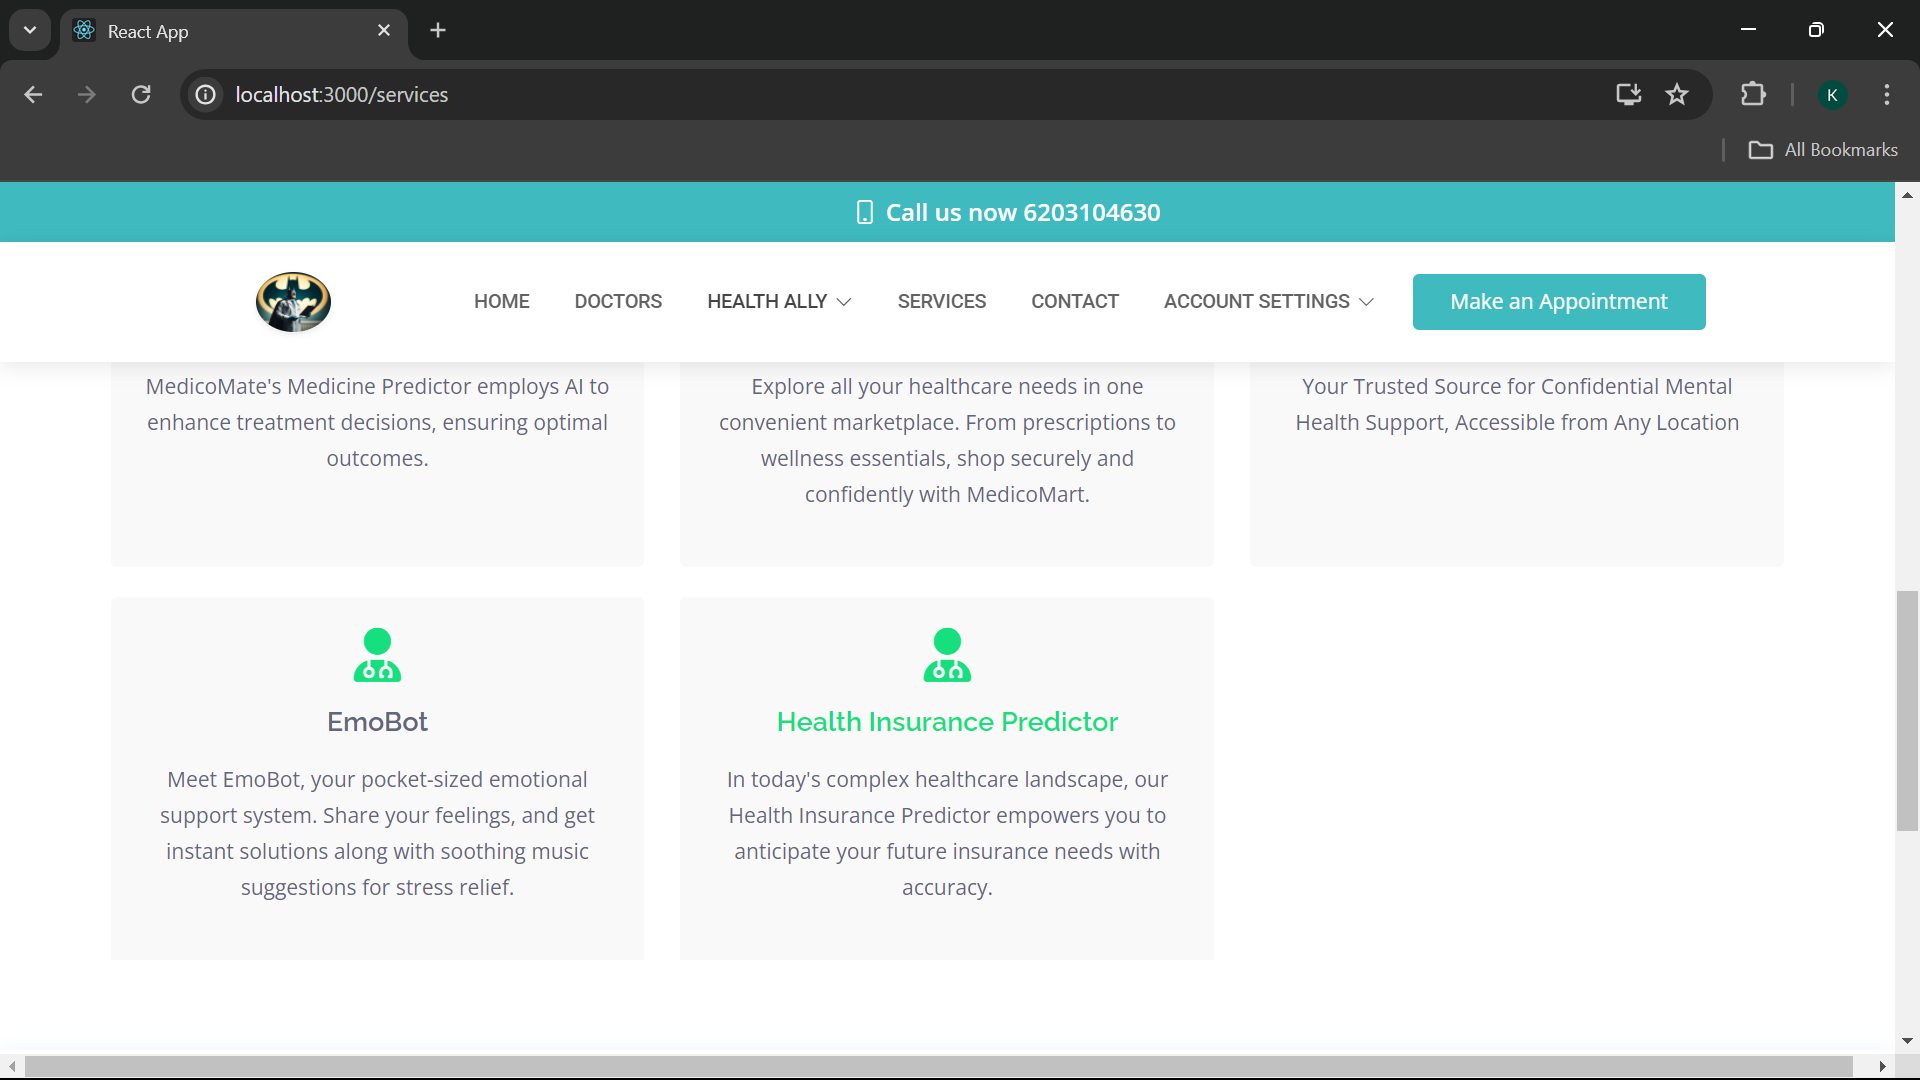 React App
localhost:3000/services
K
All Bookmarks
Call us now 6203104630
HOME
DOCTORS
HEALTH ALLY
SERVICES
CONTACT
ACCOUNT SETTINGS
Make an Appointment
MedicoMate's Medicine Predictor employs AI to
enhance treatment decisions, ensuring optimal
outcomes.
Explore all your healthcare needs in one
convenient marketplace. From prescriptions to
wellness essentials, shop securely and
confidently with MedicoMart.
Your Trusted Source for Confidential Mental
Health Support, Accessible from Any Location
EmoBot
Meet EmoBot, your pocket-sized emotional
support system. Share your feelings, and get
instant solutions along with soothing music
suggestions for stress relief.
Health Insurance Predictor
In today's complex healthcare landscape, our
Health Insurance Predictor empowers you to
anticipate your future insurance needs with
accuracy.